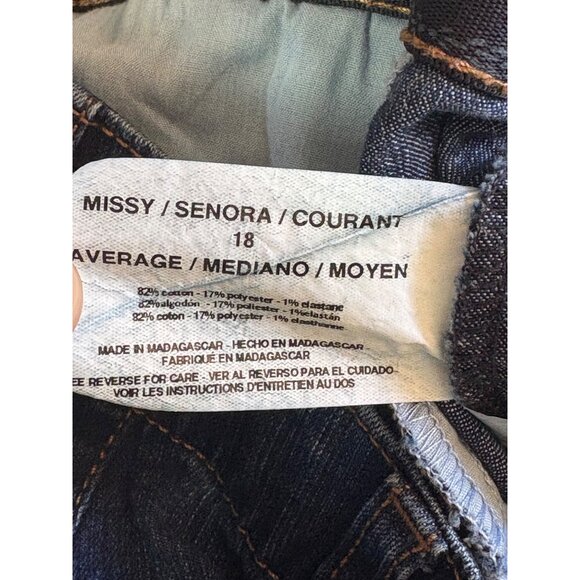 MISSY / SENORA / COURANT
18
AVERAGE / MEDIANO / MOYEN
82% cotton - 17% polyester - 1% elastane
82%algodón - 17% poliester - 1%elastán
82% coton - 17% polyester - 1% elasthanne
MADE IN MADAGASCAR - HECHO EN MADAGASCAR -
FABRIQUÉ EN MADAGASCAR
EE REVERSE FOR CARE - VER AL REVERSO PARA EL CUIDADO-
VOIR LES INSTRUCTIONS D'ENTRETIEN AU DOS